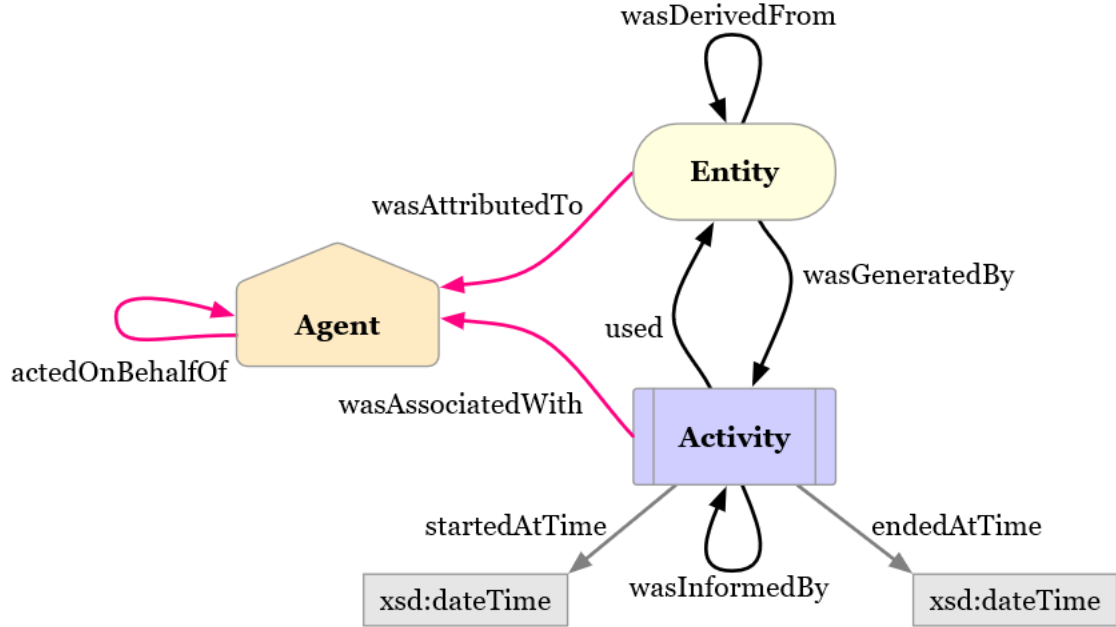 wasDerivedFrom
Entity
wasAttributedTo
wasGeneratedBy
used
Agent
actedOnBehalfOf
wasAssociatedWith
Activity
startedAtTime
endedAtTime
wasInformedBy
xsd:dateTime
xsd:dateTime